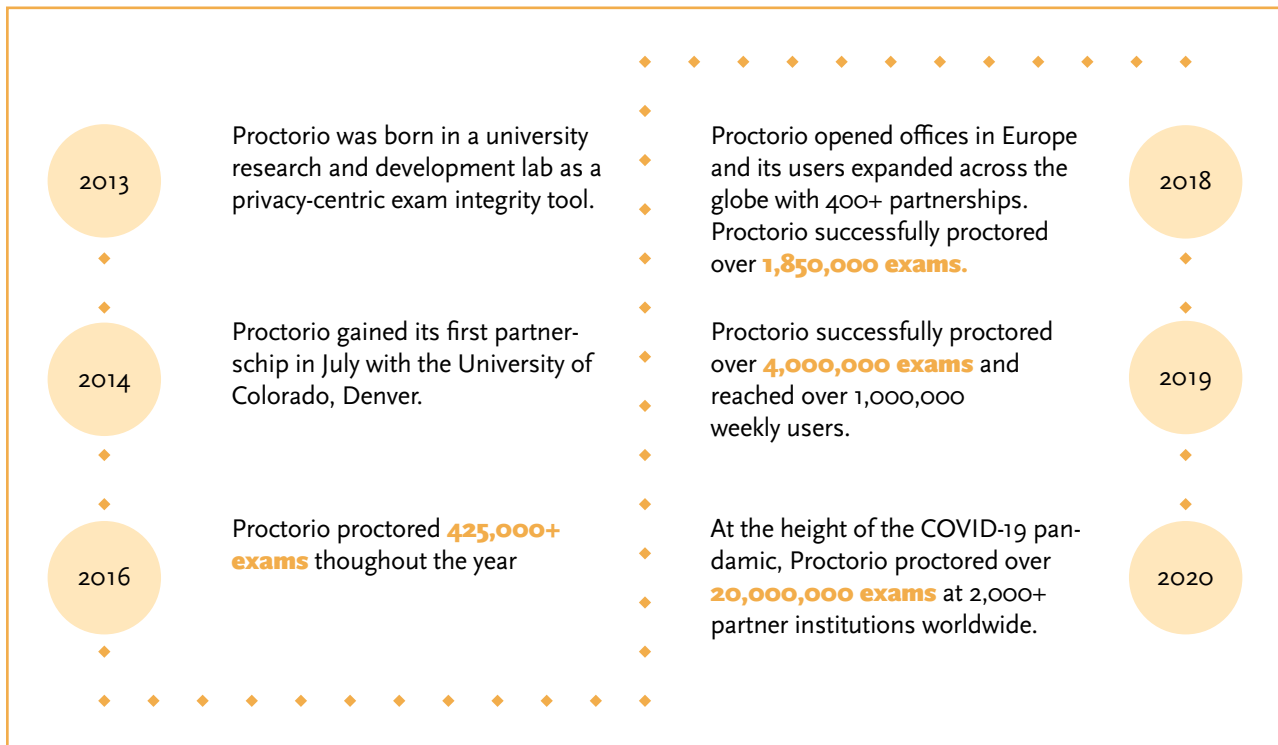 2013
Proctorio was born in a university
research and development lab as a
privacy-centric exam integrity tool.
2014
Proctorio gained its first partner-
schip in July with the University of
Colorado, Denver.
2016
Proctorio proctored 425,000+
exams thoughout the year
2018
Proctorio opened offices in Europe
and its users expanded across the
globe with 400+ partnerships.
Proctorio successfully proctored
over 1,850,000 exams.
2019
Proctorio successfully proctored
over 4,000,000 exams and
reached over 1,000,000
weekly users.
2020
At the height of the COVID-19 pan-
damic, Proctorio proctored over
20,000,000 exams at 2,000+
partner institutions worldwide.